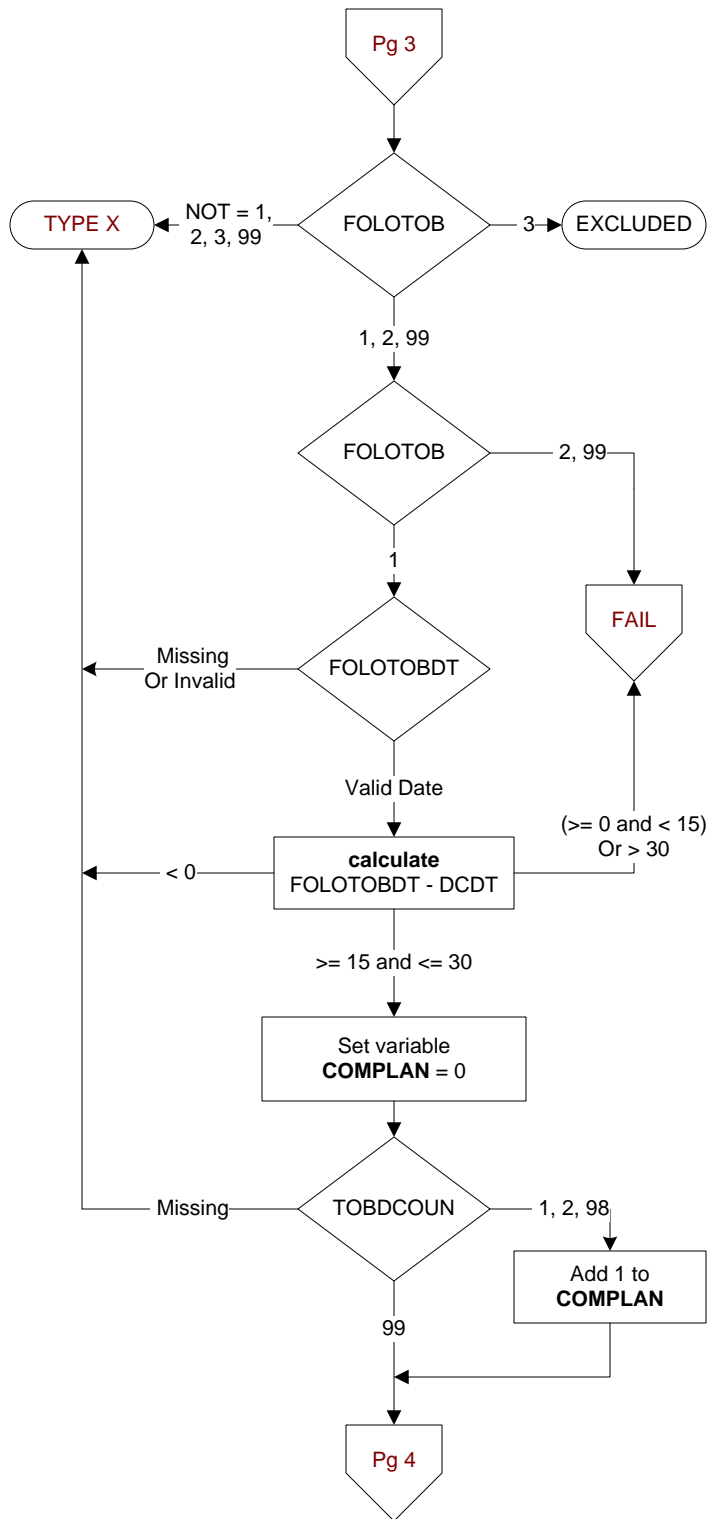 Pg 3
TYPE X
NOT = 1,
2, 3, 99
FOLOTOB
3
EXCLUDED
1, 2, 99
FOLOTOB
2, 99
1
FAIL
Missing
Or Invalid
FOLOTOBDT
Valid Date
(>= 0 and < 15)
Or > 30
< 0
calculate
FOLOTOBDT - DCDT
>= 15 and <= 30
Set variable
COMPLAN = 0
Missing
TOBDCOUN
1, 2, 98
Add 1 to
COMPLAN
99
Pg 4